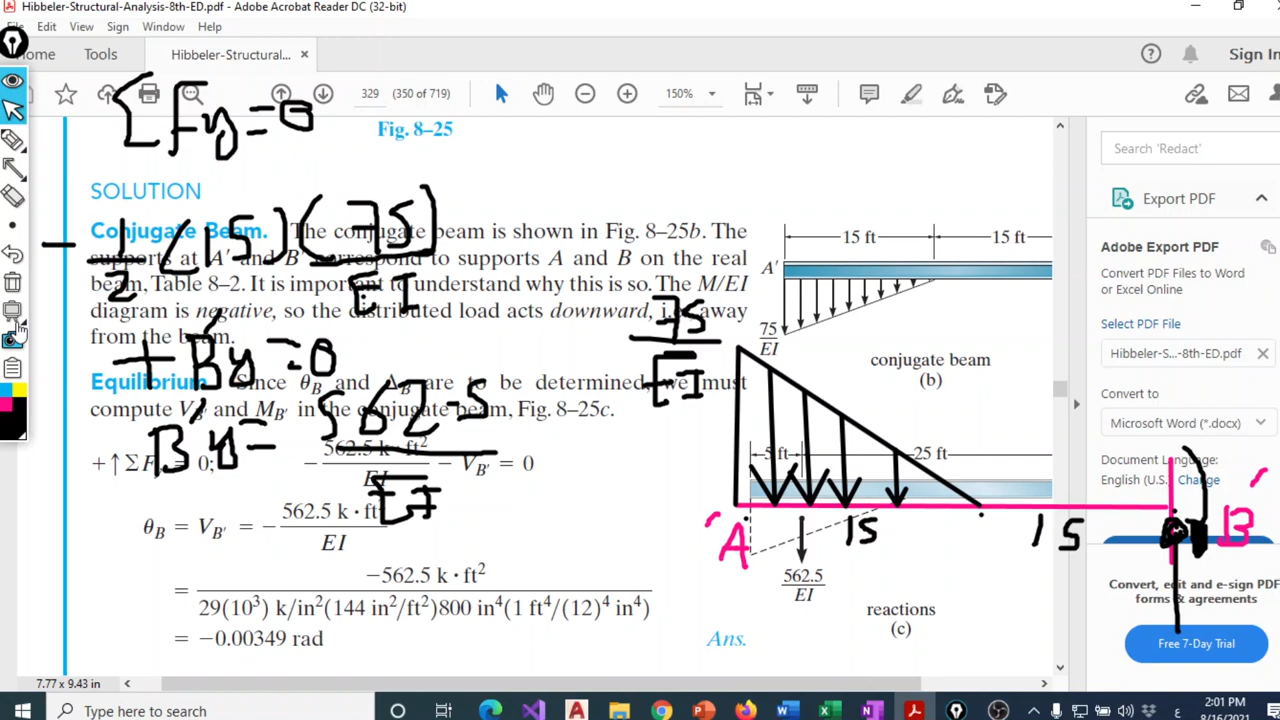 Hibbeler-Structural-Analysis-8th-ED.pdf - Adobe Acrobat Reader DC (32-bit)
File Edit View Sign Window Help
Home Tools Hibbeler-Structural... × Sign In
329 (350 of 719) 150%
ΣFy=0
Fig. 8–25
SOLUTION
Conjugate Beam. The conjugate beam is shown in Fig. 8–25b. The
supports at A′ and B′ correspond to supports A and B on the real
beam, Table 8–2. It is important to understand why this is so. The M/EI
diagram is negative, so the distributed load acts downward, i.e., away
from the beam.
- 1/2 (15)(75/EI)
+ B′y = 0
B′y = 562.5/EI
Equilibrium. Since θB and ΔB are to be determined, we must
compute VB′ and MB′ in the conjugate beam, Fig. 8–25c.
+↑ΣFy = 0; −562.5 k·ft²/EI − VB′ = 0
θB = VB′ = −562.5 k·ft²/EI
= −562.5 k·ft² / 29(10³) k/in²(144 in²/ft²)800 in⁴(1 ft⁴/(12)⁴ in⁴)
= −0.00349 rad
Ans.
15 ft 15 ft
A′
75/EI
conjugate beam
(b)
75/EI
5 ft 25 ft
A′ 15 15 B′
562.5/EI
reactions
(c)
Search 'Redact'
Export PDF
Adobe Export PDF
Convert PDF Files to Word
or Excel Online
Select PDF File
Hibbeler-S...-8th-ED.pdf ×
Convert to
Microsoft Word (*.docx)
Document Language:
English (U.S.) Change
Convert, edit and e-sign PDF
forms & agreements
Free 7-Day Trial
7.77 x 9.43 in
Type here to search
2:01 PM